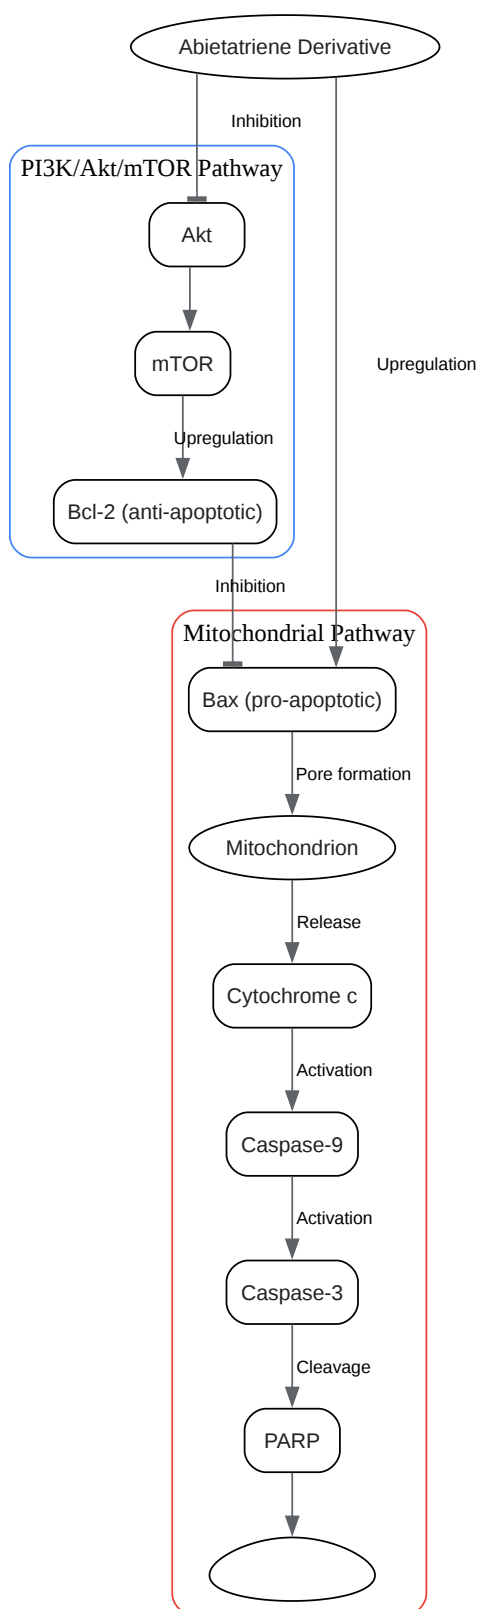 Abietatriene Derivative
Inhibition
PI3K/Akt/mTOR Pathway
Akt
mTOR
Upregulation
Upregulation
Bcl-2 (anti-apoptotic)
Inhibition
Mitochondrial Pathway
Bax (pro-apoptotic)
Pore formation
Mitochondrion
Release
Cytochrome c
Activation
Caspase-9
Activation
Caspase-3
Cleavage
PARP